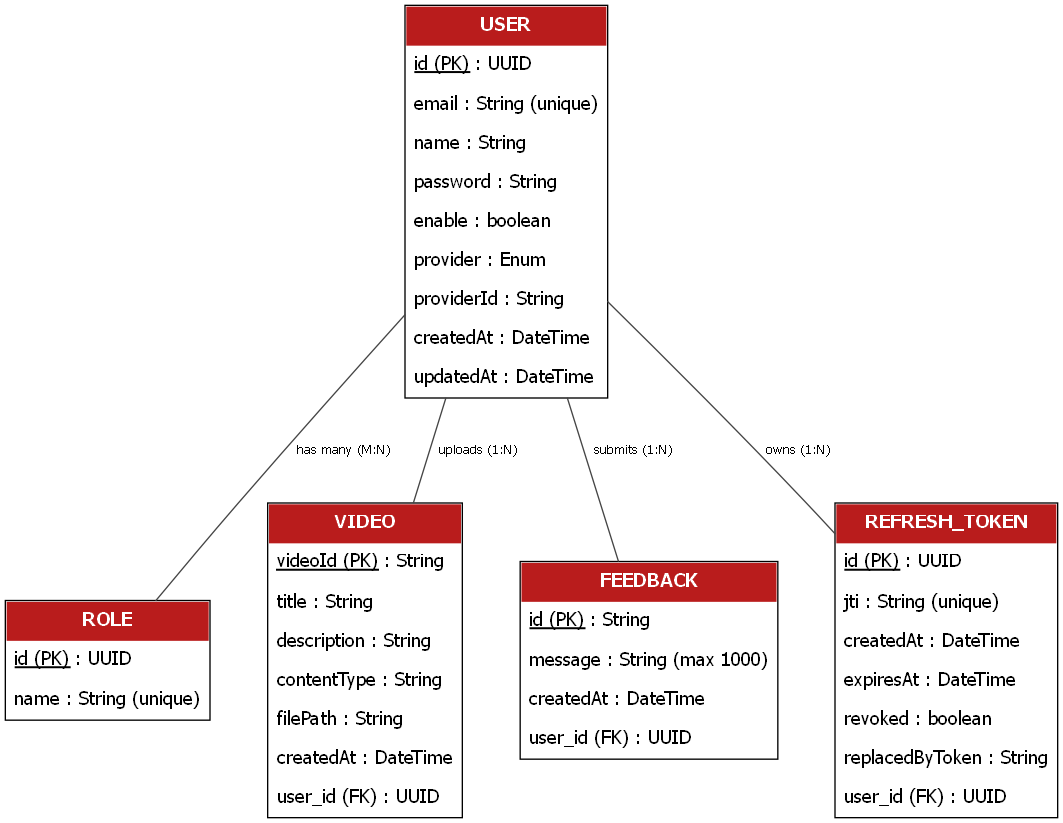 USER
id (PK) : UUID
email : String (unique)
name : String
password : String
enable : boolean
provider : Enum
providerId : String
createdAt : DateTime
updatedAt : DateTime
has many (M:N)
uploads (1:N)
submits (1:N)
owns (1:N)
ROLE
id (PK) : UUID
name : String (unique)
VIDEO
videoId (PK) : String
title : String
description : String
contentType : String
filePath : String
createdAt : DateTime
user_id (FK) : UUID
FEEDBACK
id (PK) : String
message : String (max 1000)
createdAt : DateTime
user_id (FK) : UUID
REFRESH_TOKEN
id (PK) : UUID
jti : String (unique)
createdAt : DateTime
expiresAt : DateTime
revoked : boolean
replacedByToken : String
user_id (FK) : UUID